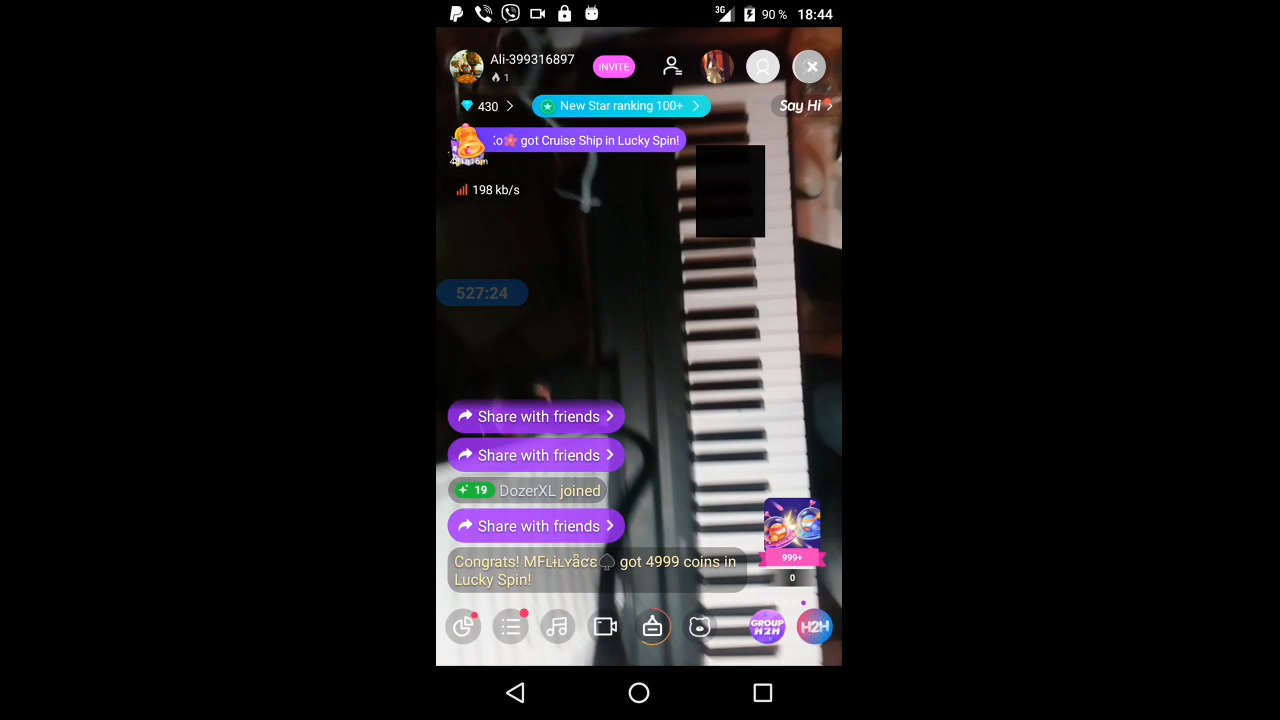 3G 90 % 18:44
Ali-399316897
1
INVITE
430
New Star ranking 100+
Say Hi
got Cruise Ship in Lucky Spin!
198 kb/s
527:24
Share with friends
Share with friends
19 DozerXL joined
Share with friends
Congrats! got 4999 coins in
Lucky Spin!
999+
0
GROUP
H2H
H2H